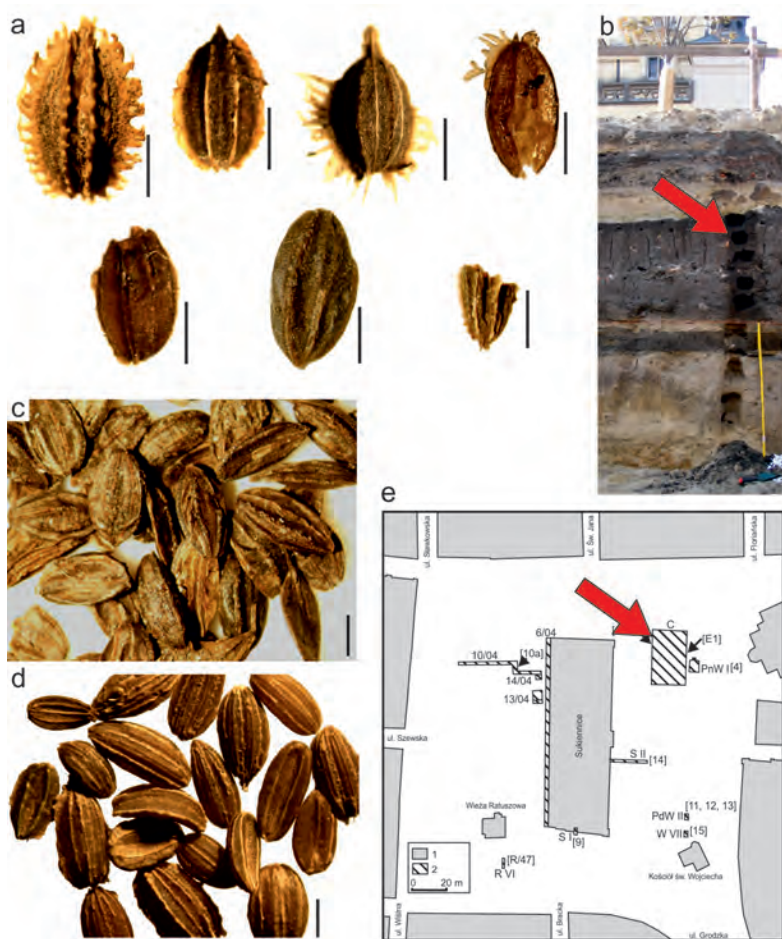 a
b
c
d
e
ul. Sławkowska
ul. Św. Jana
ul. Floriańska
6/04
C
[E1]
10/04
[10a]
PnW I [4]
14/04
13/04
ul. Szewska
Sukiennice
S II
[14]
Wieża Ratuszowa
[11, 12, 13]
PdW II
W VII [15]
S I
[9]
[R/47]
R VI
Kościół św. Wojciecha
1
2
0 20 m
ul. Wiślna
ul. Bracka
ul. Grodzka